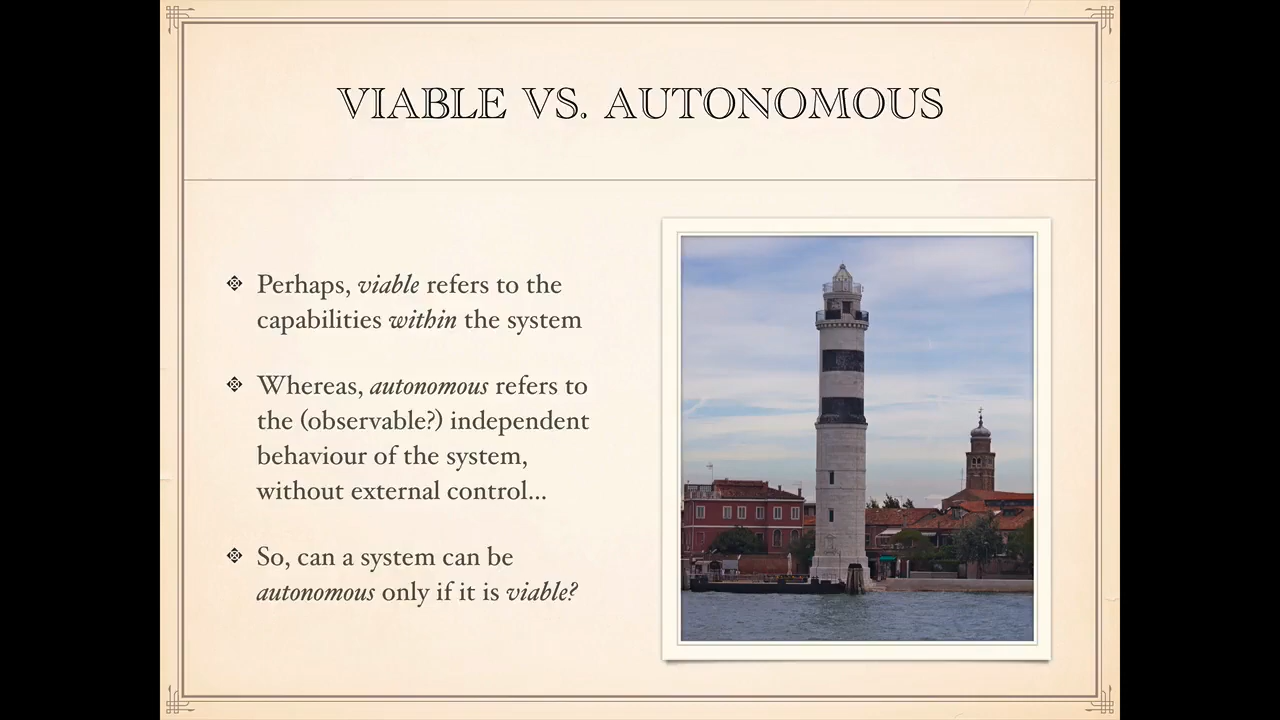 VIABLE VS. AUTONOMOUS
Perhaps, viable refers to the
capabilities within the system
Whereas, autonomous refers to
the (observable?) independent
behaviour of the system,
without external control...
So, can a system can be
autonomous only if it is viable?